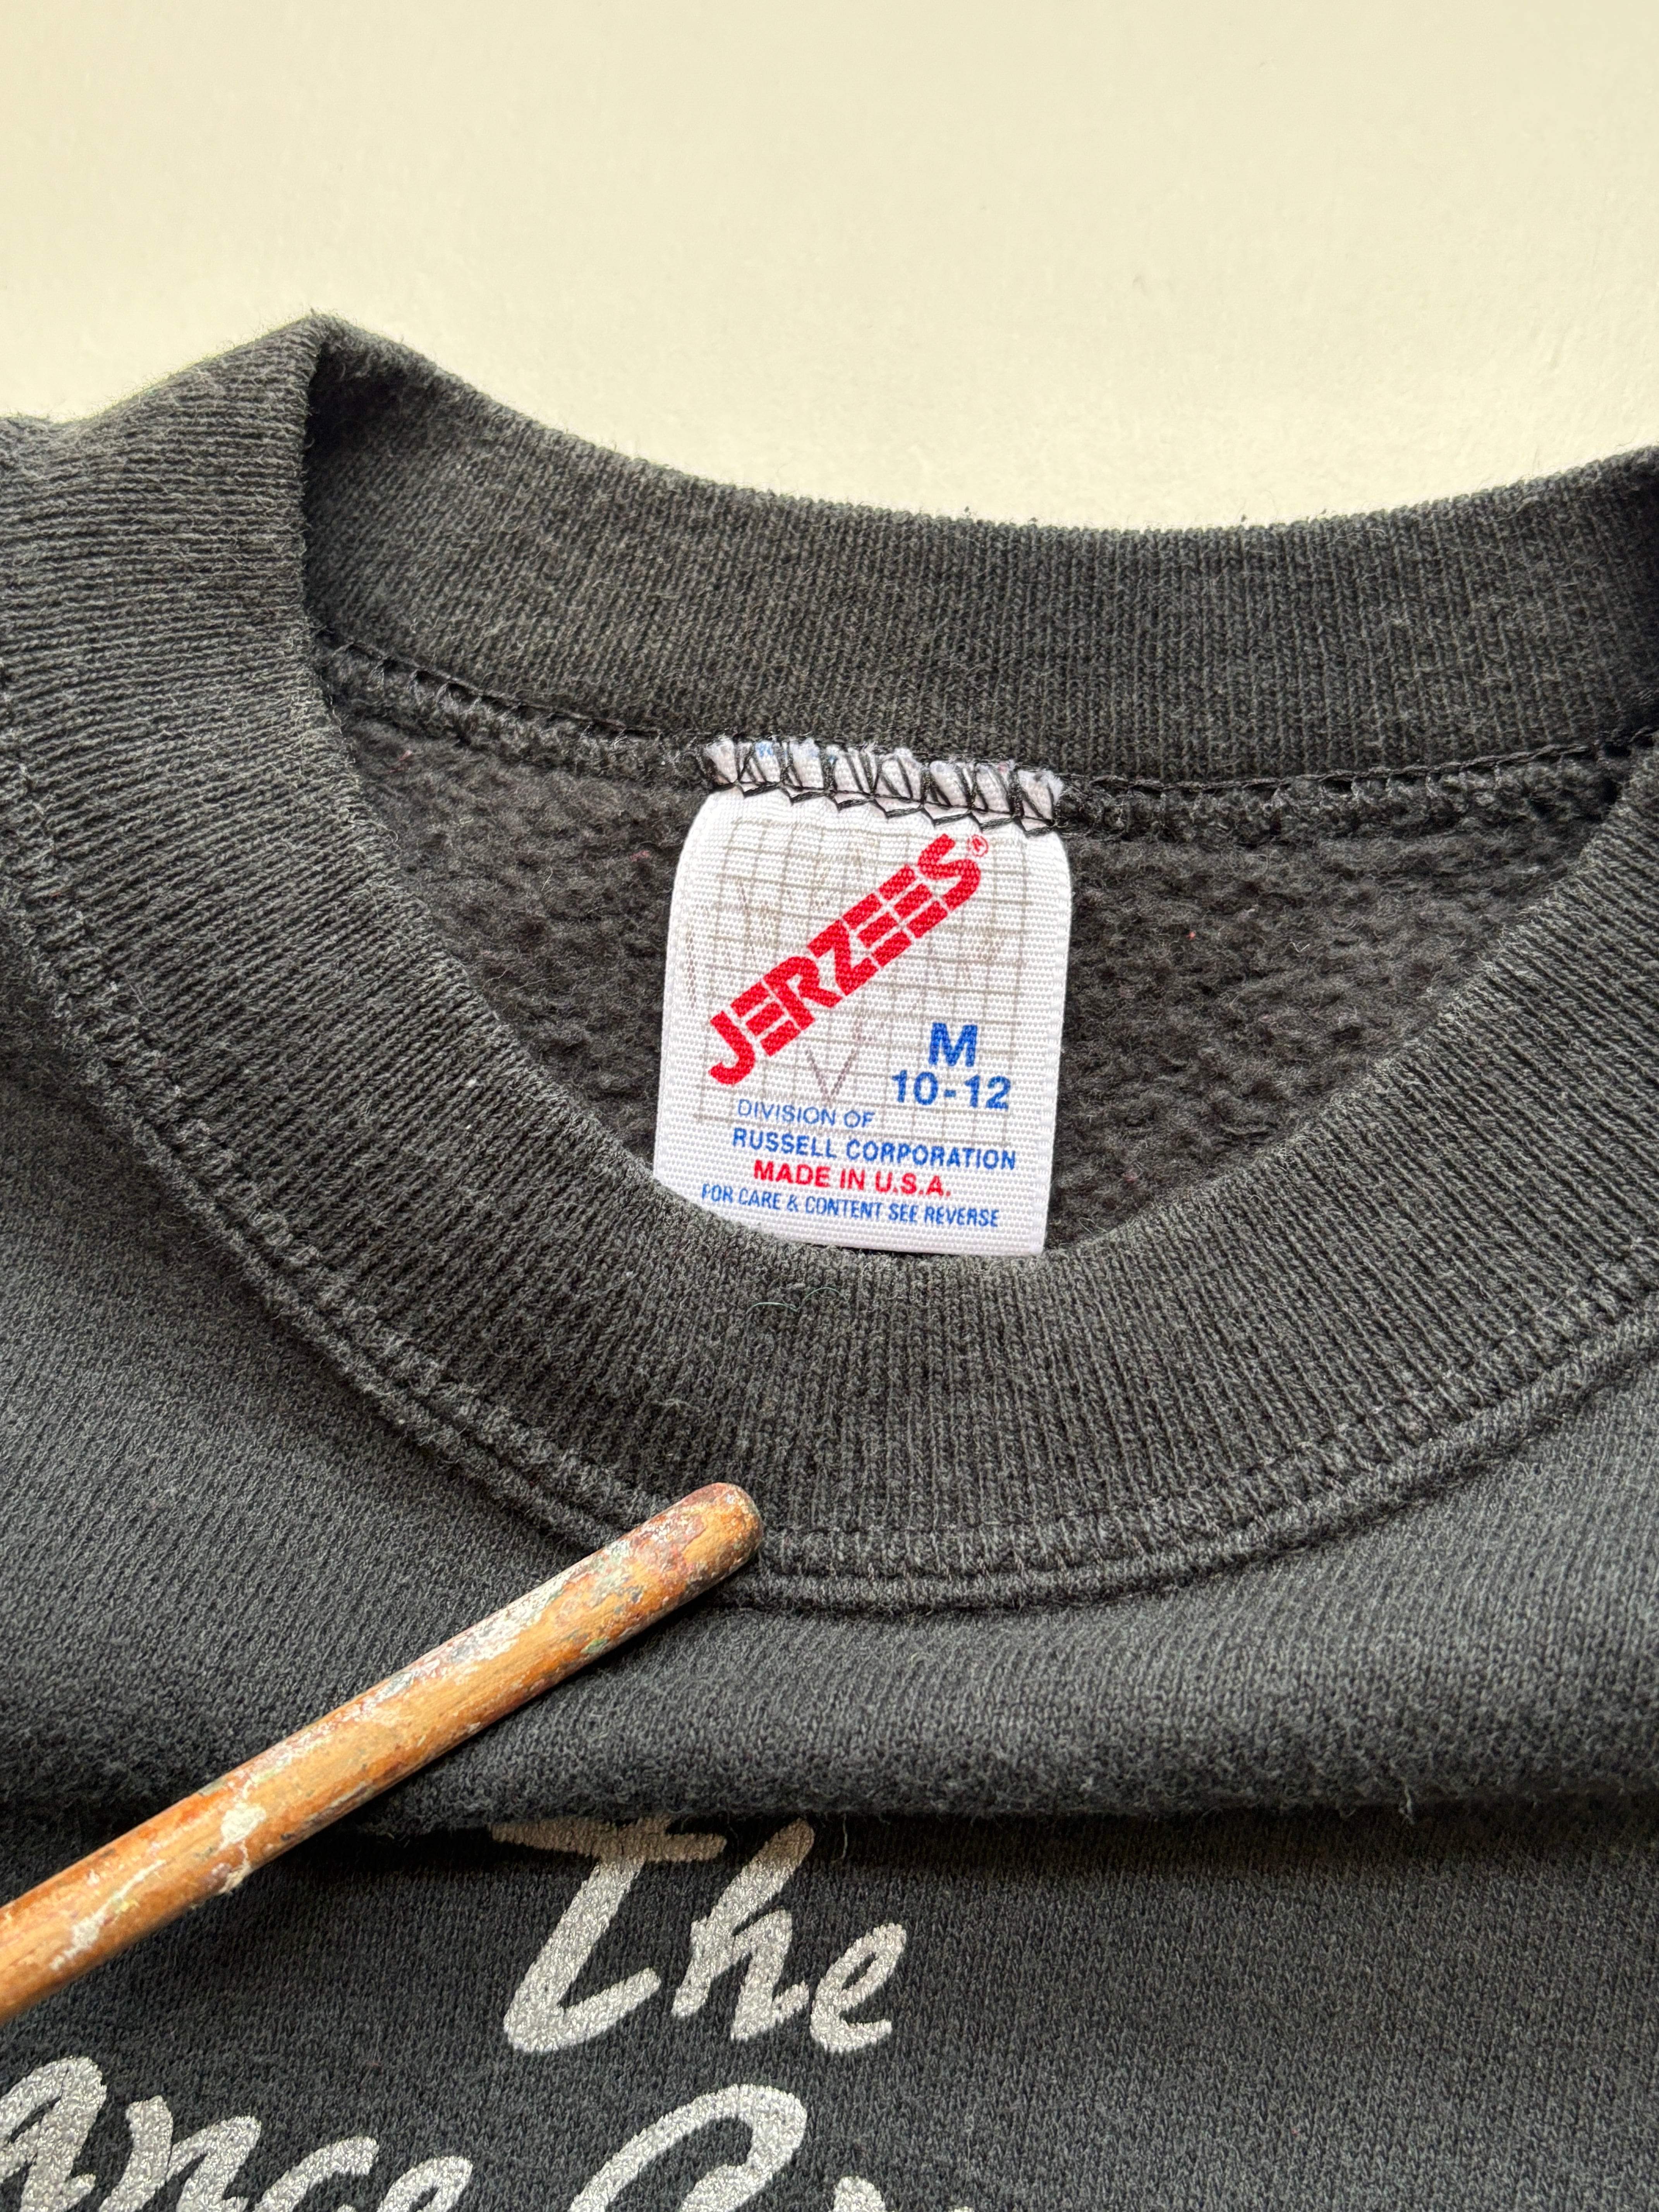 JERZEES®
M
10-12
DIVISION OF
RUSSELL CORPORATION
MADE IN U.S.A.
FOR CARE & CONTENT SEE REVERSE
The